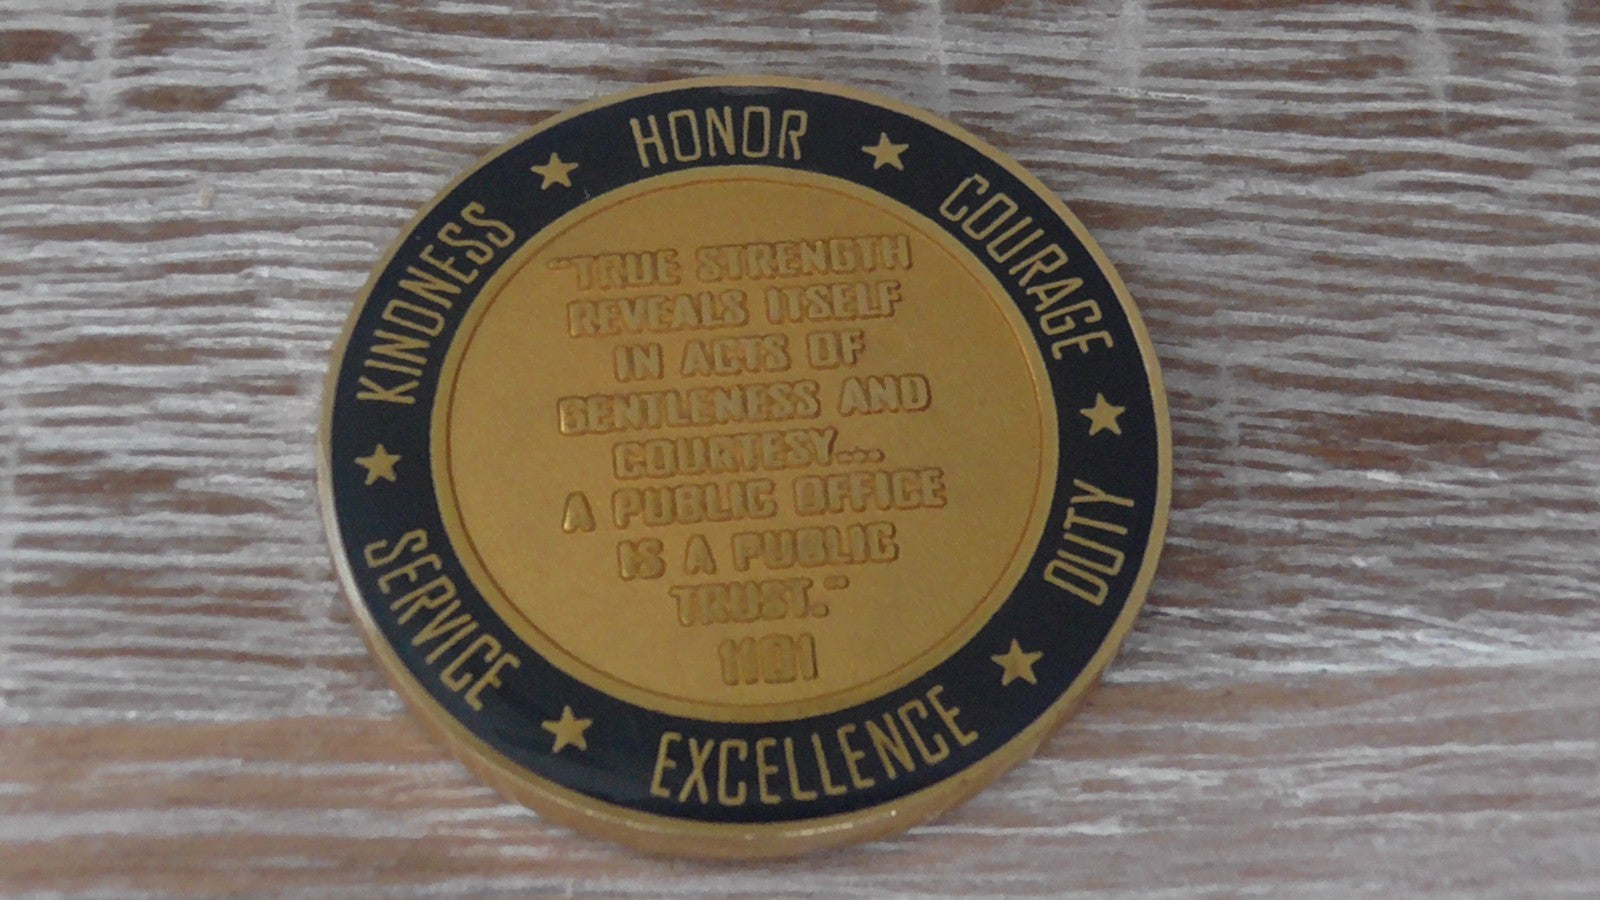 HONOR
COURAGE
DUTY
EXCELLENCE
SERVICE
KINDNESS
"TRUE STRENGTH
REVEALS ITSELF
IN ACTS OF
GENTLENESS AND
COURTESY...
A PUBLIC OFFICE
IS A PUBLIC
TRUST."
1181